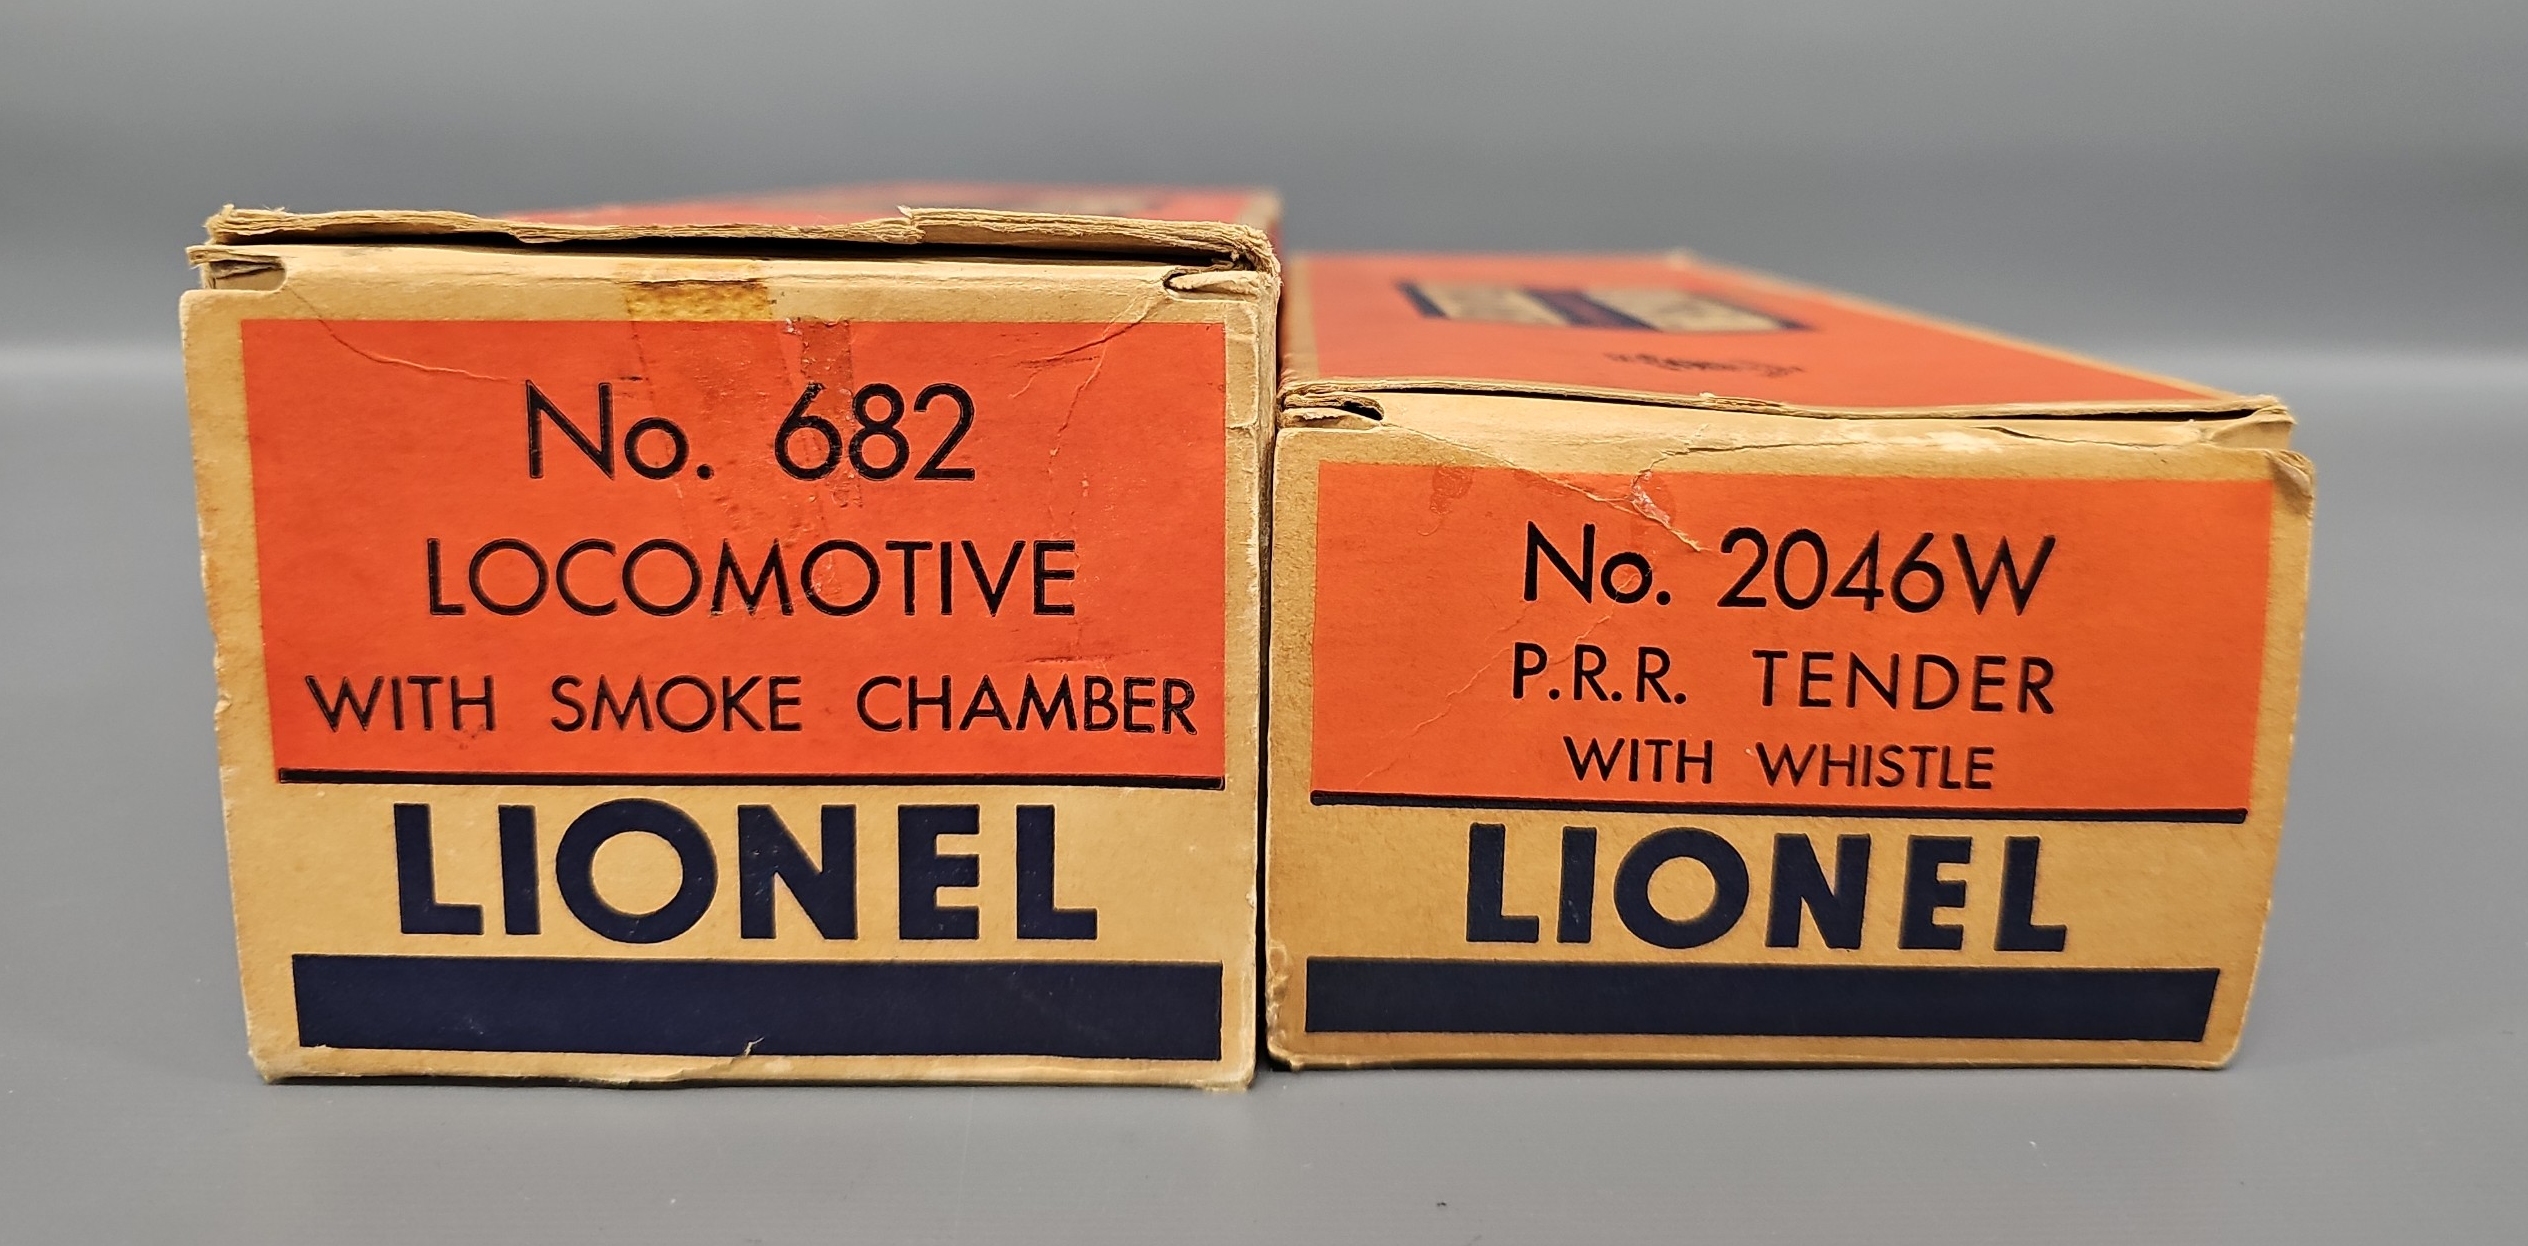 No. 682
LOCOMOTIVE
WITH SMOKE CHAMBER
LIONEL
No. 2046W
P.R.R. TENDER
WITH WHISTLE
LIONEL